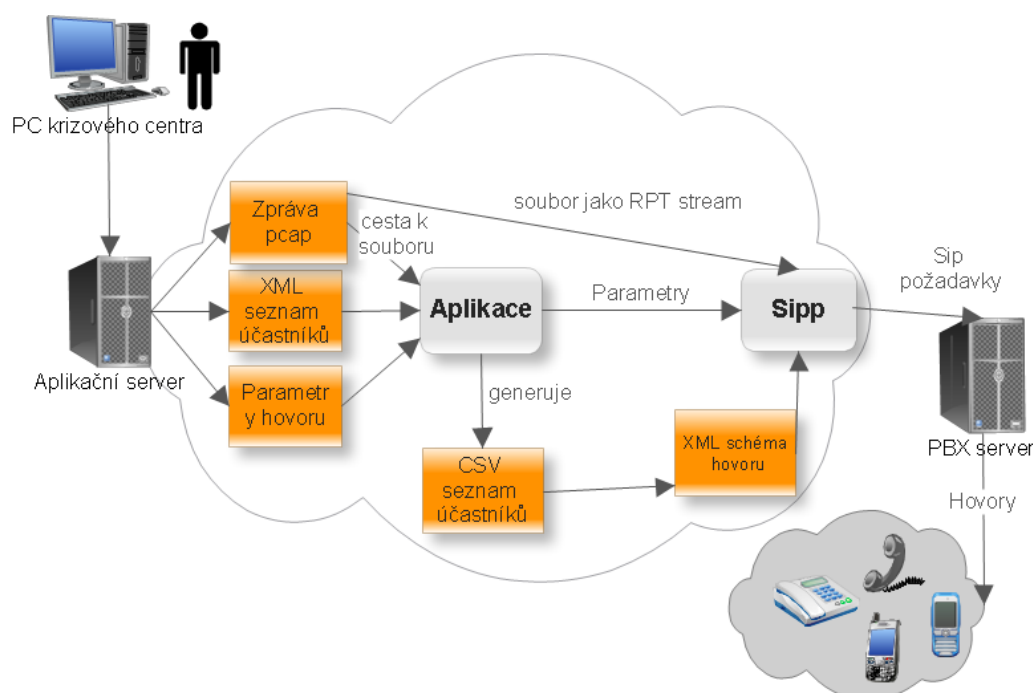 PC krizového centra
Zpráva
pcap
cesta k
souboru
soubor jako RPT stream
XML
seznam
účastníků
Aplikace
Parametry
Sipp
Sip
požadavky
Aplikační server
Parametr
y hovoru
generuje
PBX server
CSV
seznam
účastníků
XML schéma
hovoru
Hovory